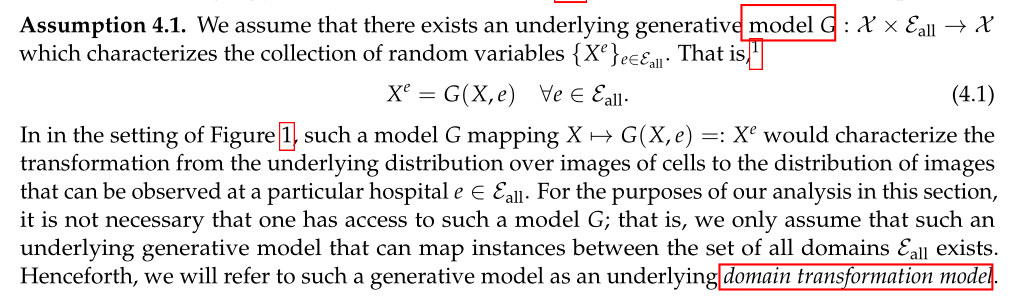 Assumption 4.1. We assume that there exists an underlying generative model G : 𝒳 × ℰall → 𝒳
which characterizes the collection of random variables {X^e}e∈ℰall. That is,¹
X^e = G(X, e) ∀e ∈ ℰall. (4.1)
In in the setting of Figure 1, such a model G mapping X ↦ G(X, e) =: X^e would characterize the
transformation from the underlying distribution over images of cells to the distribution of images
that can be observed at a particular hospital e ∈ ℰall. For the purposes of our analysis in this section,
it is not necessary that one has access to such a model G; that is, we only assume that such an
underlying generative model that can map instances between the set of all domains ℰall exists.
Henceforth, we will refer to such a generative model as an underlying domain transformation model.